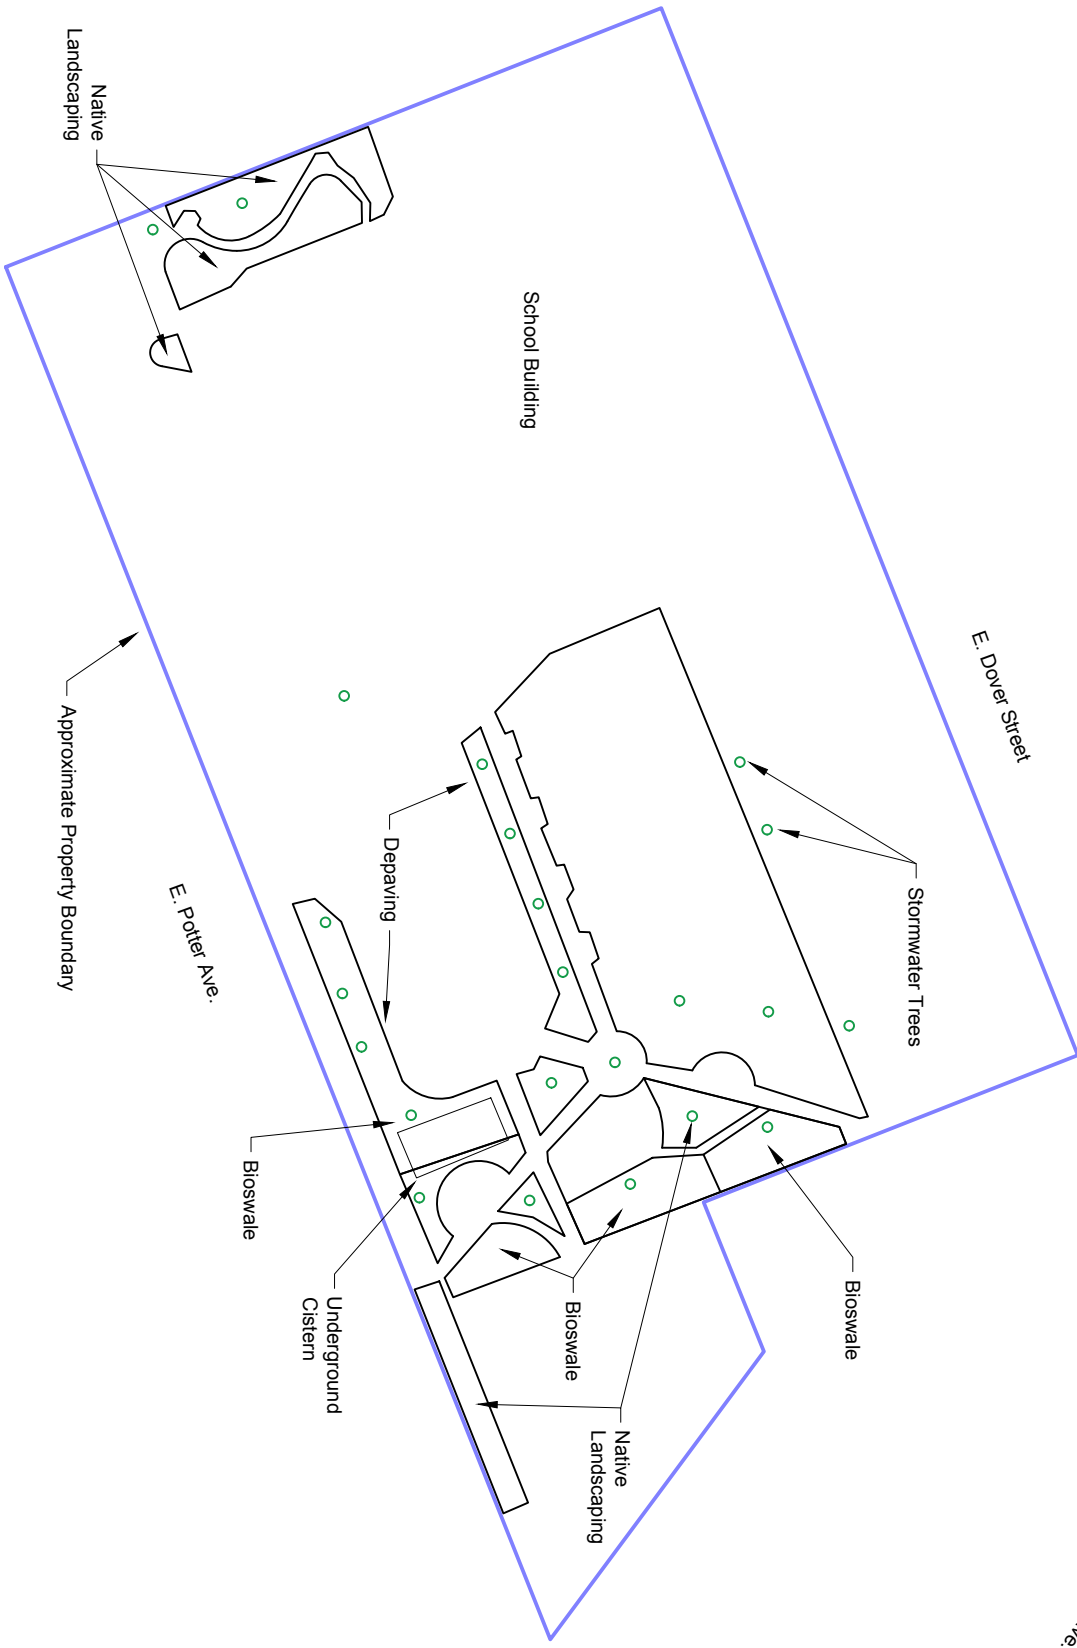 Native
Landscaping
School Building
E. Dover Street
Approximate Property Boundary
E. Potter Ave.
Depaving
Stormwater Trees
Bioswale
Underground
Cistern
Bioswale
Bioswale
Native
Landscaping